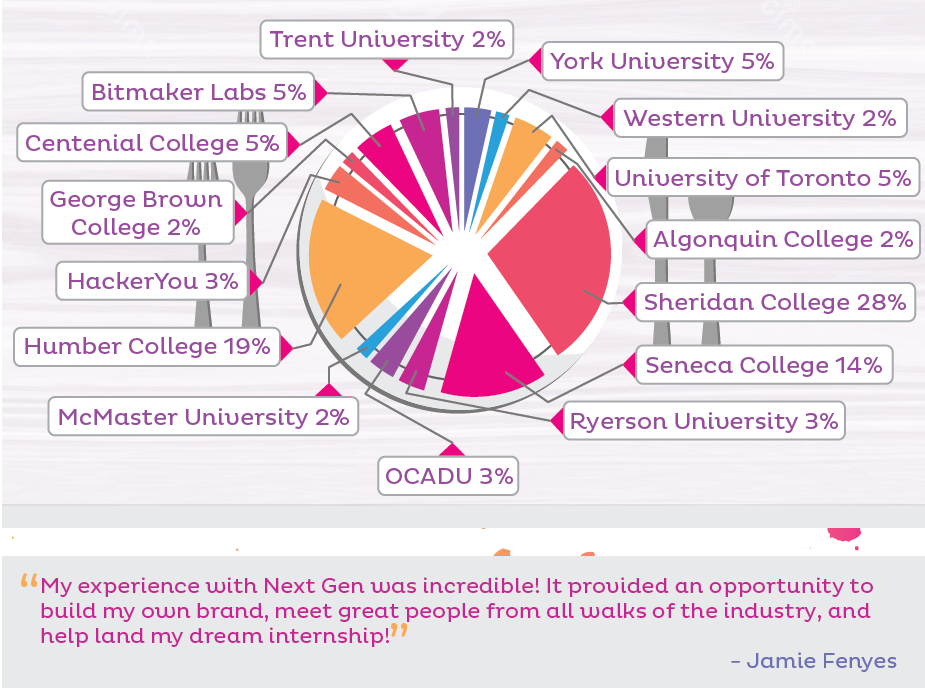 Trent University 2%
York University 5%
Bitmaker Labs 5%
Western University 2%
Centenial College 5%
University of Toronto 5%
George Brown
College 2%
Algonquin College 2%
HackerYou 3%
Sheridan College 28%
Humber College 19%
Seneca College 14%
McMaster University 2%
Ryerson University 3%
OCADU 3%
“My experience with Next Gen was incredible! It provided an opportunity to
build my own brand, meet great people from all walks of the industry, and
help land my dream internship!”
– Jamie Fenyes